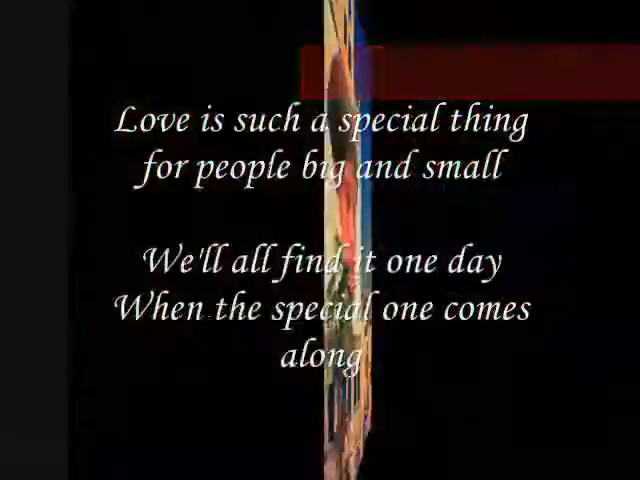 Love is such a special thing
for people big and small
We'll all find it one day
When the special one comes
along